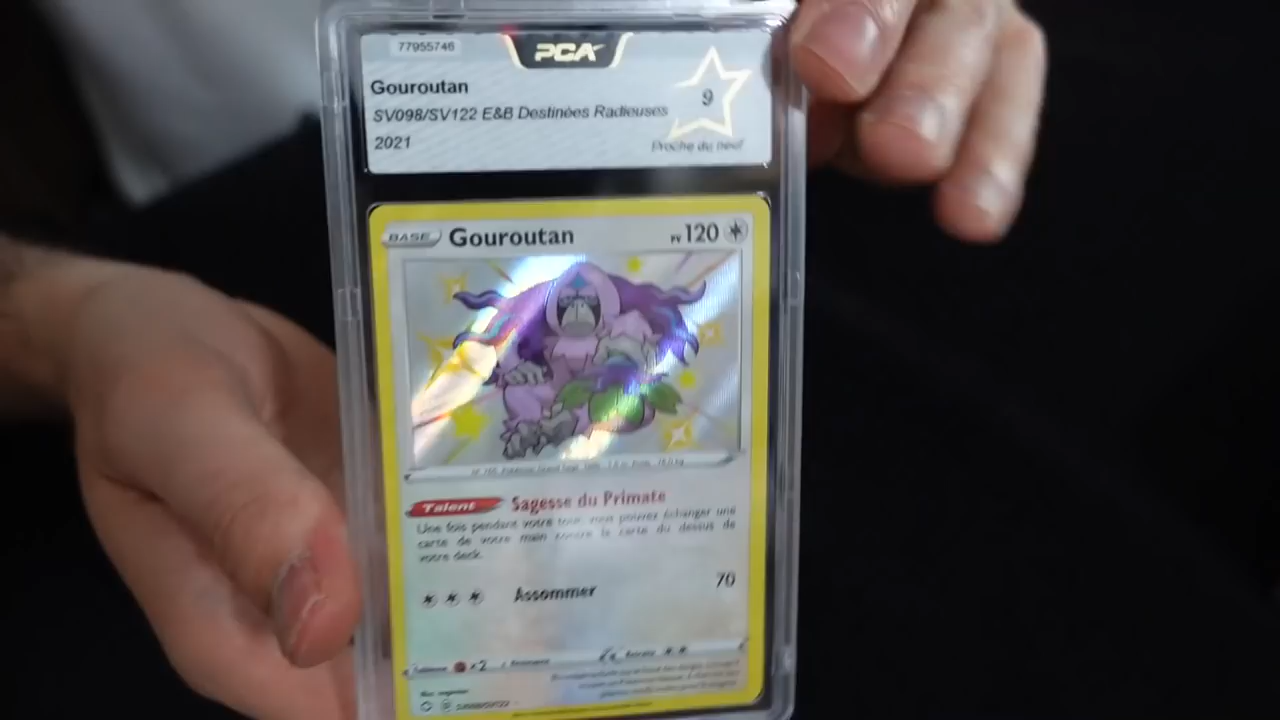 77955746
PCA
Gouroutan
SV098/SV122 E&B Destinées Radieuses
9
2021
Proche du neuf
BASE
Gouroutan
PV 120
Talent Sagesse du Primate
Une fois pendant votre tour, vous pouvez échanger une
carte de votre main contre la carte du dessus de
votre deck.
Assommer 70
×2
Retraite